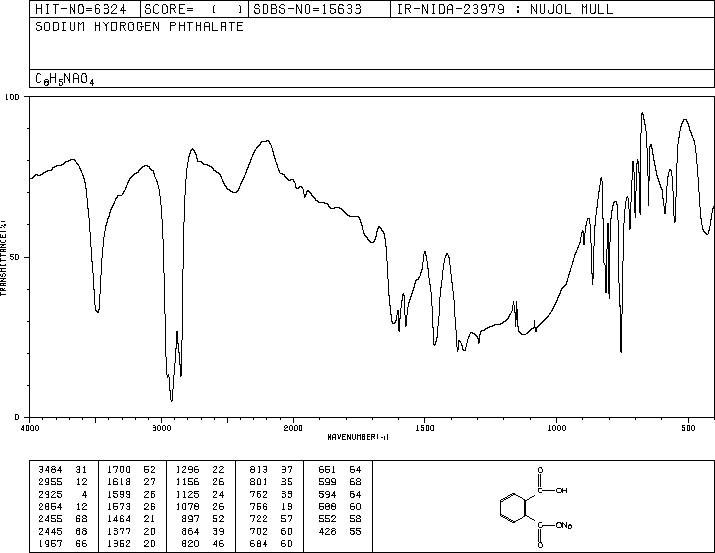 HIT-NO=6324 SCORE= ( ) SDBS-NO=15633 IR-NIDA-23979 : NUJOL MULL
SODIUM HYDROGEN PHTHALATE
C8H5NAO4
100
50
0
TRANSMITTANCE(%)
4000 3000 2000 1500 1000 500
WAVENUMBER(-1)
3484 31 1700 52 1296 22 813 37 651 64
2955 12 1618 27 1156 26 801 35 599 68
2925 4 1599 26 1125 24 762 39 594 64
2854 12 1573 26 1078 26 756 19 588 60
2455 68 1464 21 897 52 722 57 552 58
2445 68 1377 20 864 39 702 60 428 55
1957 66 1352 20 820 46 684 60
O
C OH
C ONa
O